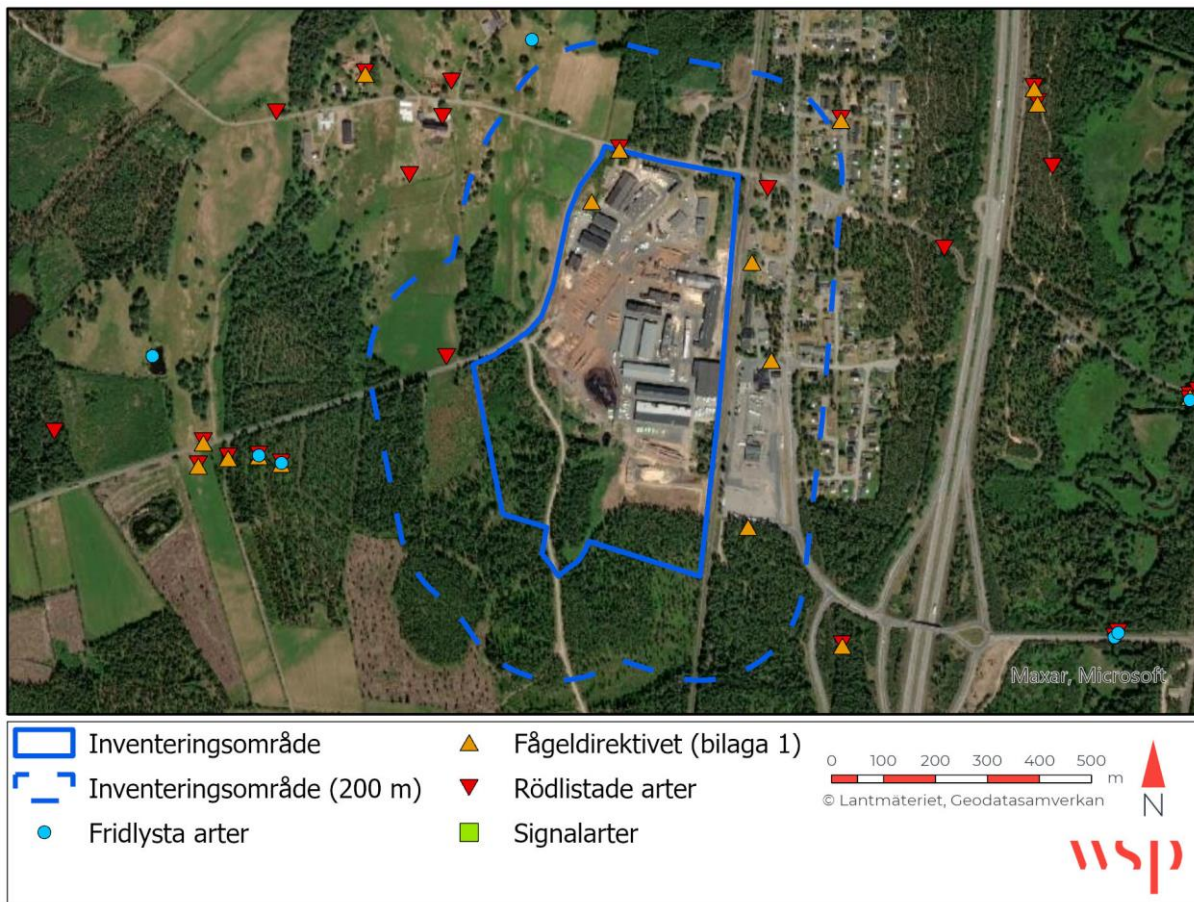 Maxar, Microsoft
Inventeringsområde
Inventeringsområde (200 m)
Fridlysta arter
Fågeldirektivet (bilaga 1)
Rödlistade arter
Signalarter
0 100 200 300 400 500
m
© Lantmäteriet, Geodatasamverkan
N
wsp